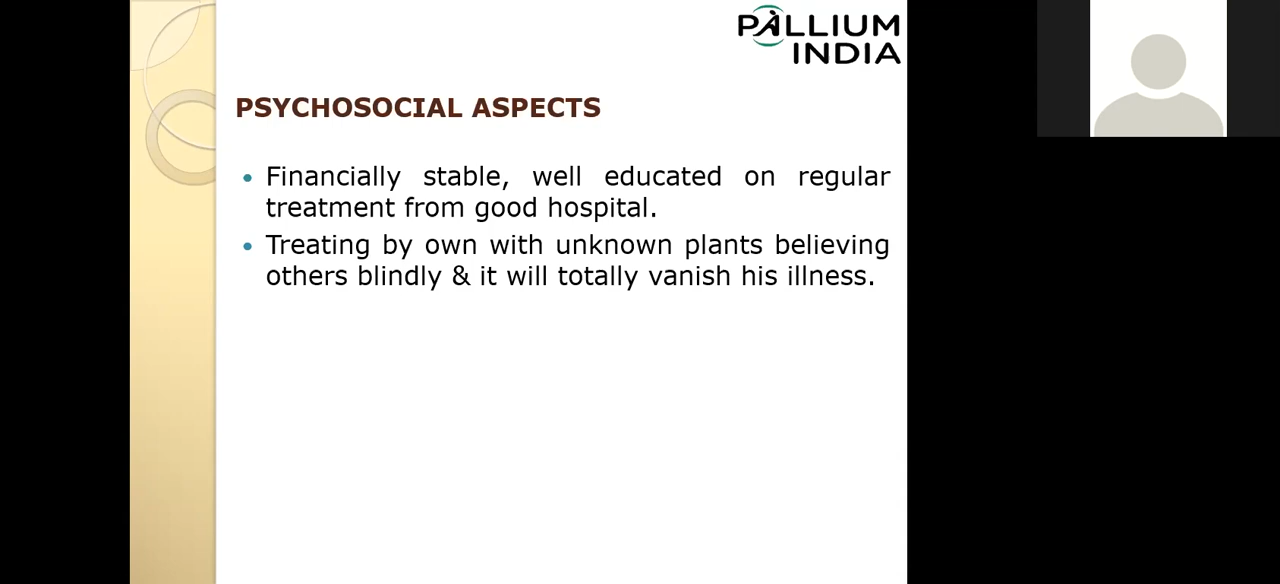 PALLIUM
INDIA
PSYCHOSOCIAL ASPECTS
• Financially stable, well educated on regular
treatment from good hospital.
• Treating by own with unknown plants believing
others blindly & it will totally vanish his illness.